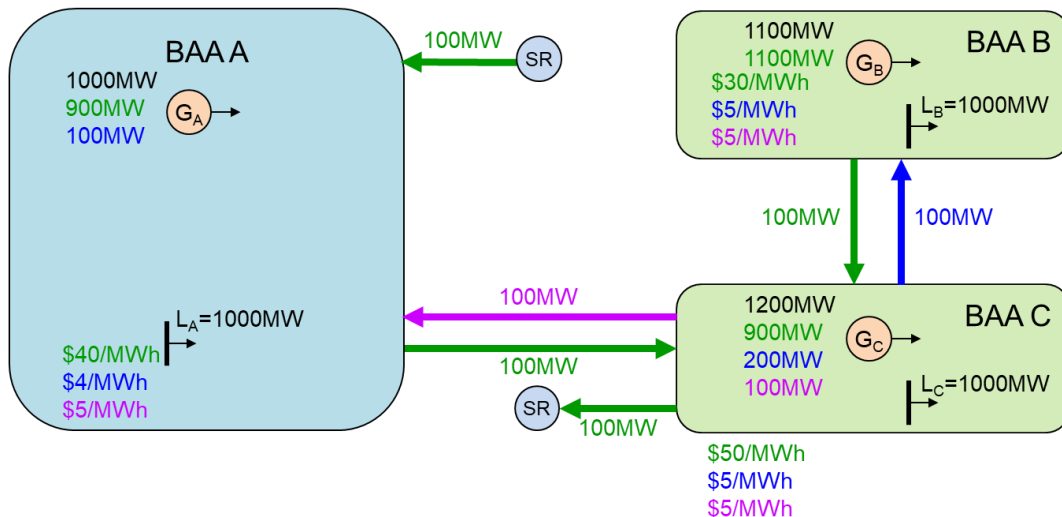 BAA A
1000MW
900MW
100MW
G_A
L_A=1000MW
$40/MWh
$4/MWh
$5/MWh
100MW
SR
BAA B
1100MW
1100MW
$30/MWh
$5/MWh
$5/MWh
G_B
L_B=1000MW
100MW
100MW
100MW
100MW
SR
100MW
BAA C
1200MW
900MW
200MW
100MW
G_C
L_C=1000MW
$50/MWh
$5/MWh
$5/MWh